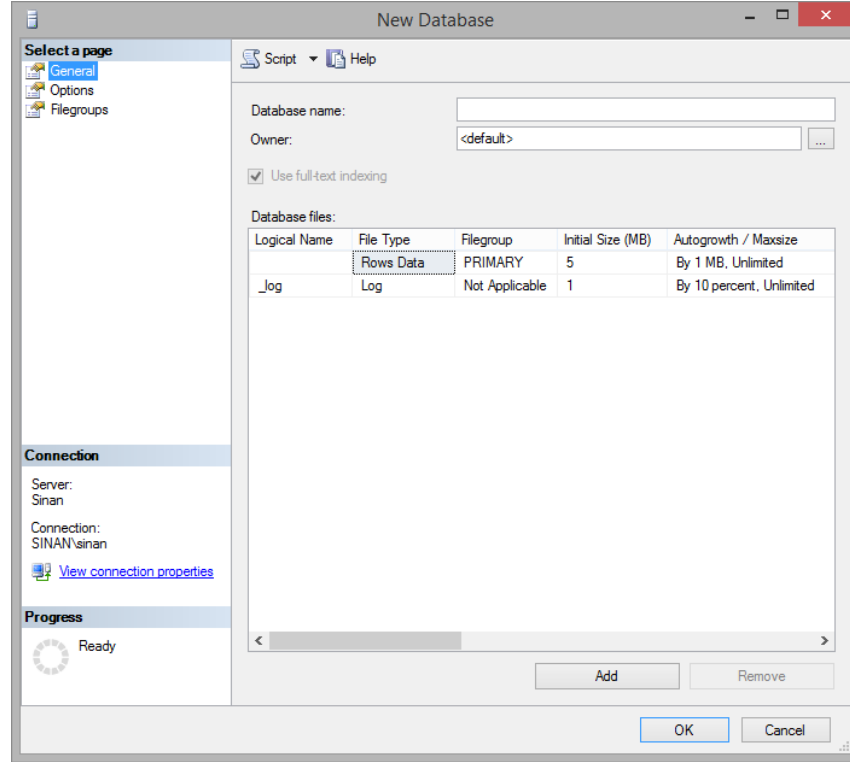 New Database
Select a page
General
Options
Filegroups
Script Help
Database name:
Owner: <default> ...
Use full-text indexing
Database files:
Logical Name File Type Filegroup Initial Size (MB) Autogrowth / Maxsize
Rows Data PRIMARY 5 By 1 MB, Unlimited
_log Log Not Applicable 1 By 10 percent, Unlimited
Connection
Server:
Sinan
Connection:
SINAN\sinan
View connection properties
Progress
Ready
Add Remove
OK Cancel